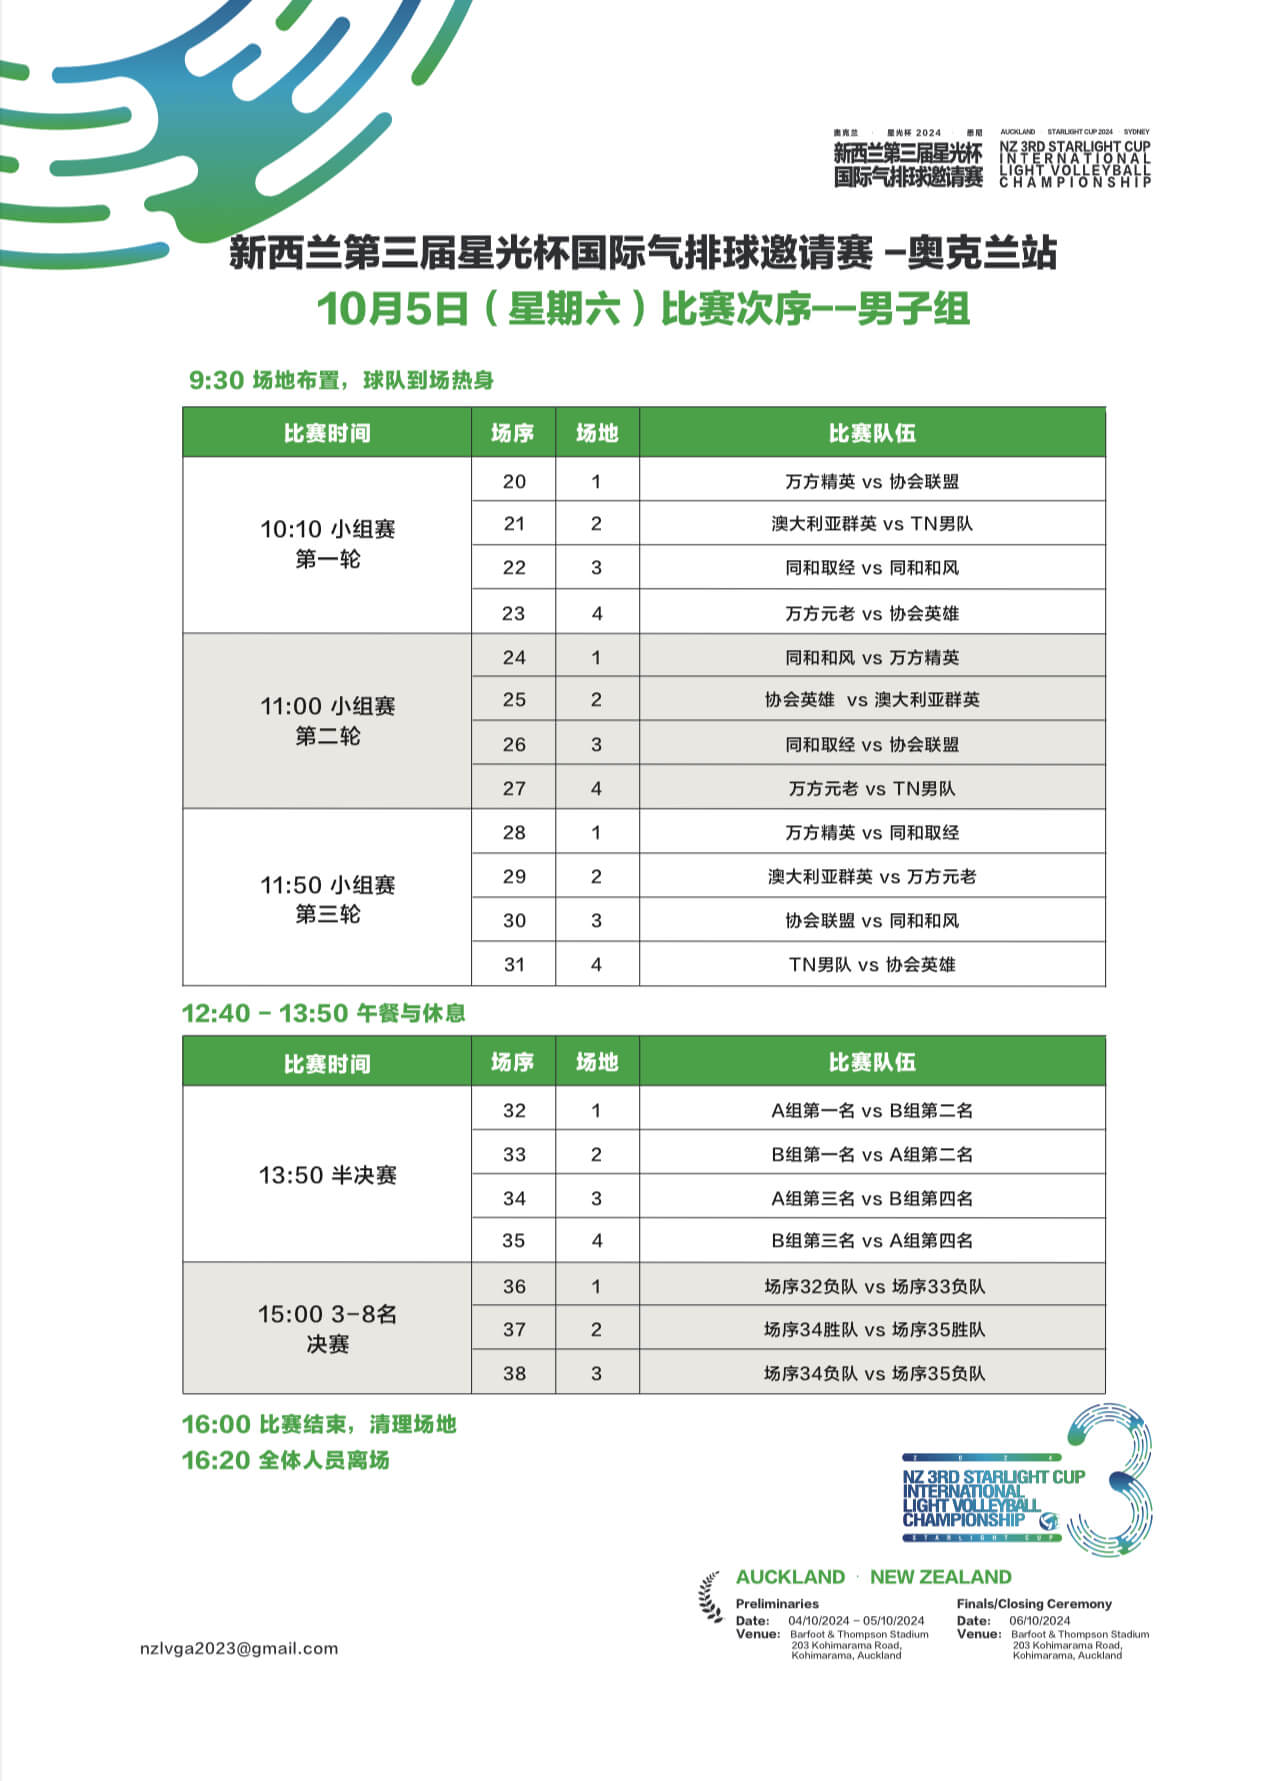 奥克兰 · 星光杯 2024 · 悉尼
新西兰第三届星光杯
国际气排球邀请赛
AUCKLAND · STARLIGHT CUP 2024 · SYDNEY
NZ 3RD STARLIGHT CUP
INTERNATIONAL
LIGHT VOLLEYBALL
CHAMPIONSHIP
新西兰第三届星光杯国际气排球邀请赛 –奥克兰站
10月5日（星期六）比赛次序––男子组
9:30 场地布置，球队到场热身
比赛时间 场序 场地 比赛队伍
10:10 小组赛
第一轮
20 1 万方精英 vs 协会联盟
21 2 澳大利亚群英 vs TN男队
22 3 同和取经 vs 同和和风
23 4 万方元老 vs 协会英雄
11:00 小组赛
第二轮
24 1 同和和风 vs 万方精英
25 2 协会英雄 vs 澳大利亚群英
26 3 同和取经 vs 协会联盟
27 4 万方元老 vs TN男队
11:50 小组赛
第三轮
28 1 万方精英 vs 同和取经
29 2 澳大利亚群英 vs 万方元老
30 3 协会联盟 vs 同和和风
31 4 TN男队 vs 协会英雄
12:40 – 13:50 午餐与休息
比赛时间 场序 场地 比赛队伍
13:50 半决赛
32 1 A组第一名 vs B组第二名
33 2 B组第一名 vs A组第二名
34 3 A组第三名 vs B组第四名
35 4 B组第三名 vs A组第四名
15:00 3–8名
决赛
36 1 场序32负队 vs 场序33负队
37 2 场序34胜队 vs 场序35胜队
38 3 场序34负队 vs 场序35负队
16:00 比赛结束，清理场地
16:20 全体人员离场
2 0 2 4
NZ 3RD STARLIGHT CUP
INTERNATIONAL
LIGHT VOLLEYBALL
CHAMPIONSHIP
STARLIGHT CUP
3
AUCKLAND · NEW ZEALAND
Preliminaries
Date: 04/10/2024 – 05/10/2024
Venue: Barfoot & Thompson Stadium
203 Kohimarama Road,
Kohimarama, Auckland
Finals/Closing Ceremony
Date: 06/10/2024
Venue: Barfoot & Thompson Stadium
203 Kohimarama Road,
Kohimarama, Auckland
nzlvga2023@gmail.com